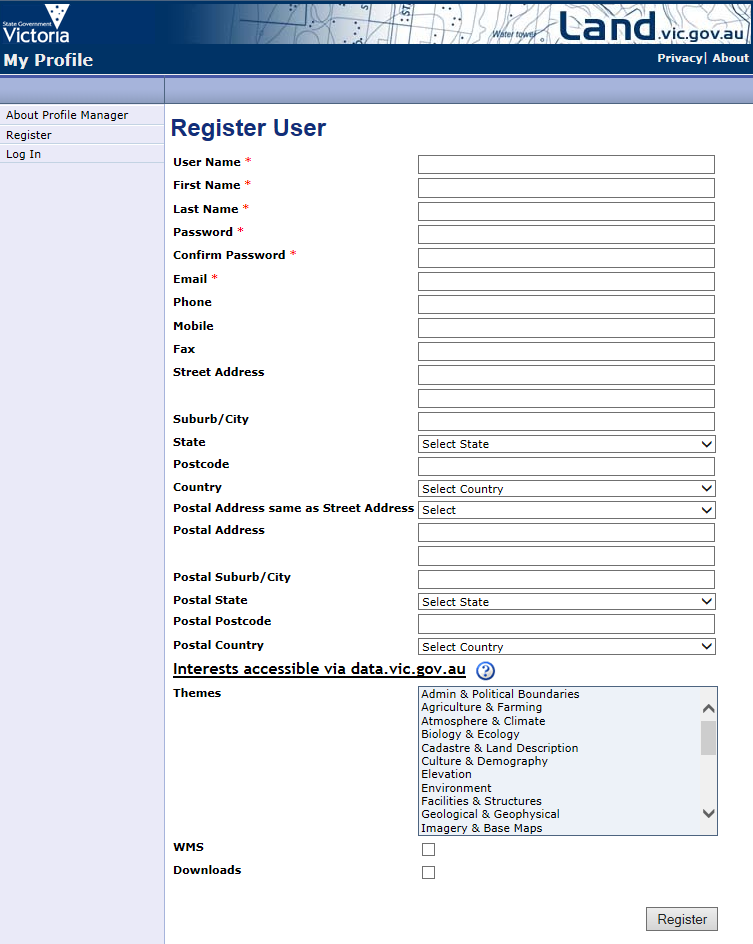 State Government
Victoria
Water tower
Land.vic.gov.au
My Profile
Privacy| About
About Profile Manager
Register
Log In
Register User
User Name *
First Name *
Last Name *
Password *
Confirm Password *
Email *
Phone
Mobile
Fax
Street Address
Suburb/City
State Select State
Postcode
Country Select Country
Postal Address same as Street Address Select
Postal Address
Postal Suburb/City
Postal State Select State
Postal Postcode
Postal Country Select Country
Interests accessible via data.vic.gov.au ?
Themes
Admin & Political Boundaries
Agriculture & Farming
Atmosphere & Climate
Biology & Ecology
Cadastre & Land Description
Culture & Demography
Elevation
Environment
Facilities & Structures
Geological & Geophysical
Imagery & Base Maps
WMS
Downloads
Register